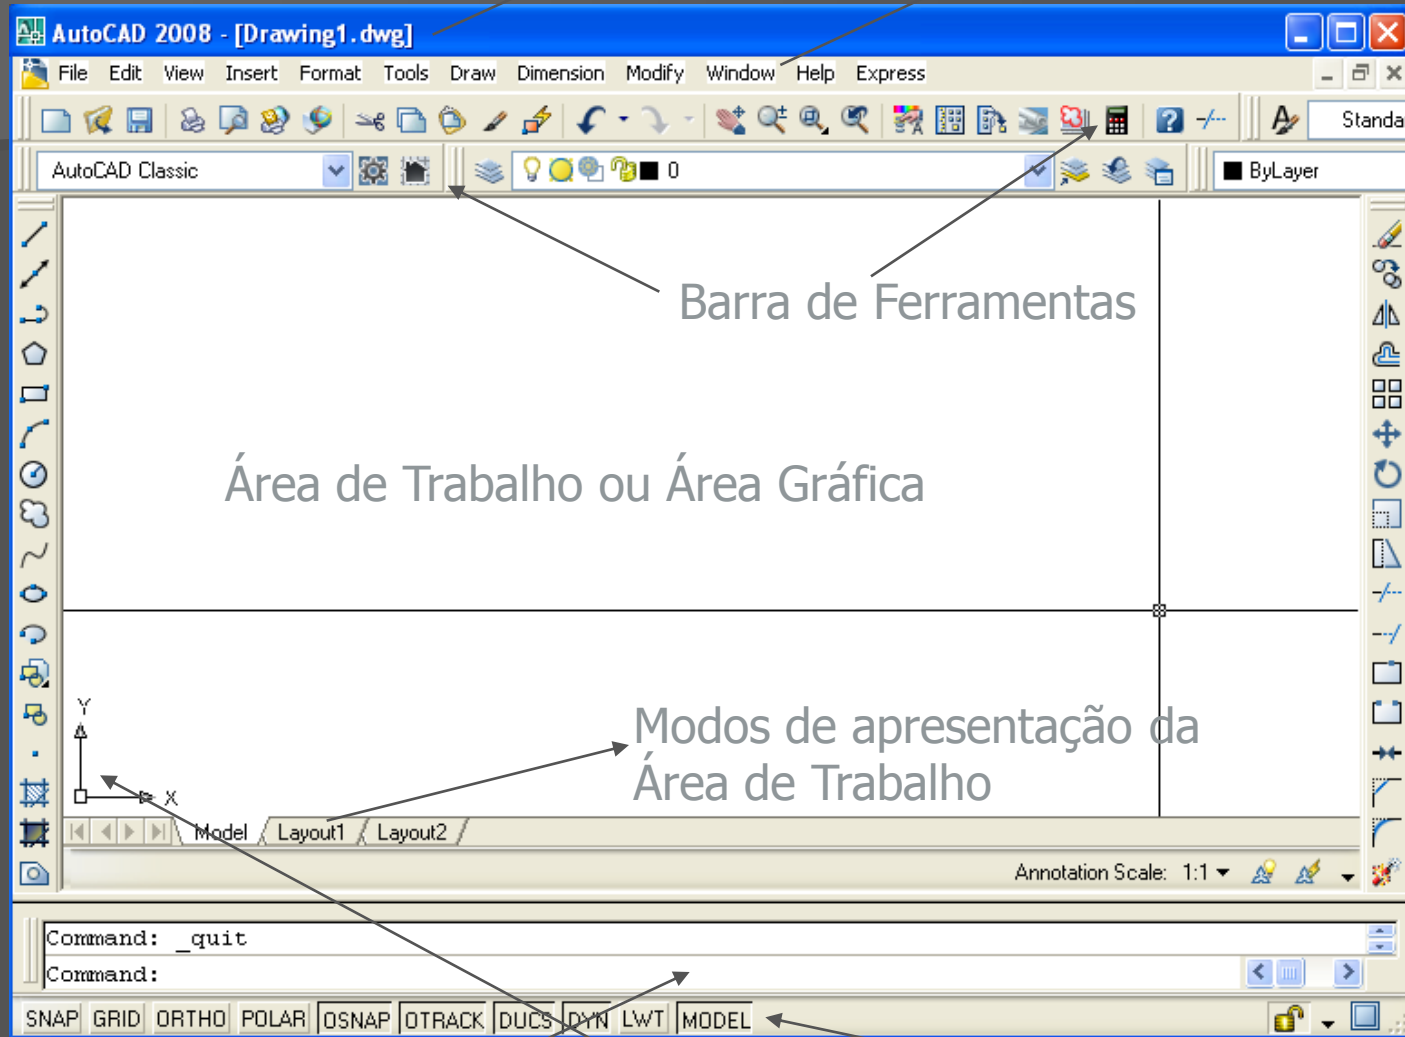 AutoCAD 2008 - [Drawing1.dwg]
File Edit View Insert Format Tools Draw Dimension Modify Window Help Express
AutoCAD Classic
0
ByLayer
Barra de Ferramentas
Área de Trabalho ou Área Gráfica
Y
Modos de apresentação da
Área de Trabalho
X
Model Layout1 Layout2
Annotation Scale: 1:1
Command: _quit
Command:
SNAP GRID ORTHO POLAR OSNAP OTRACK DUCS DYN LWT MODEL